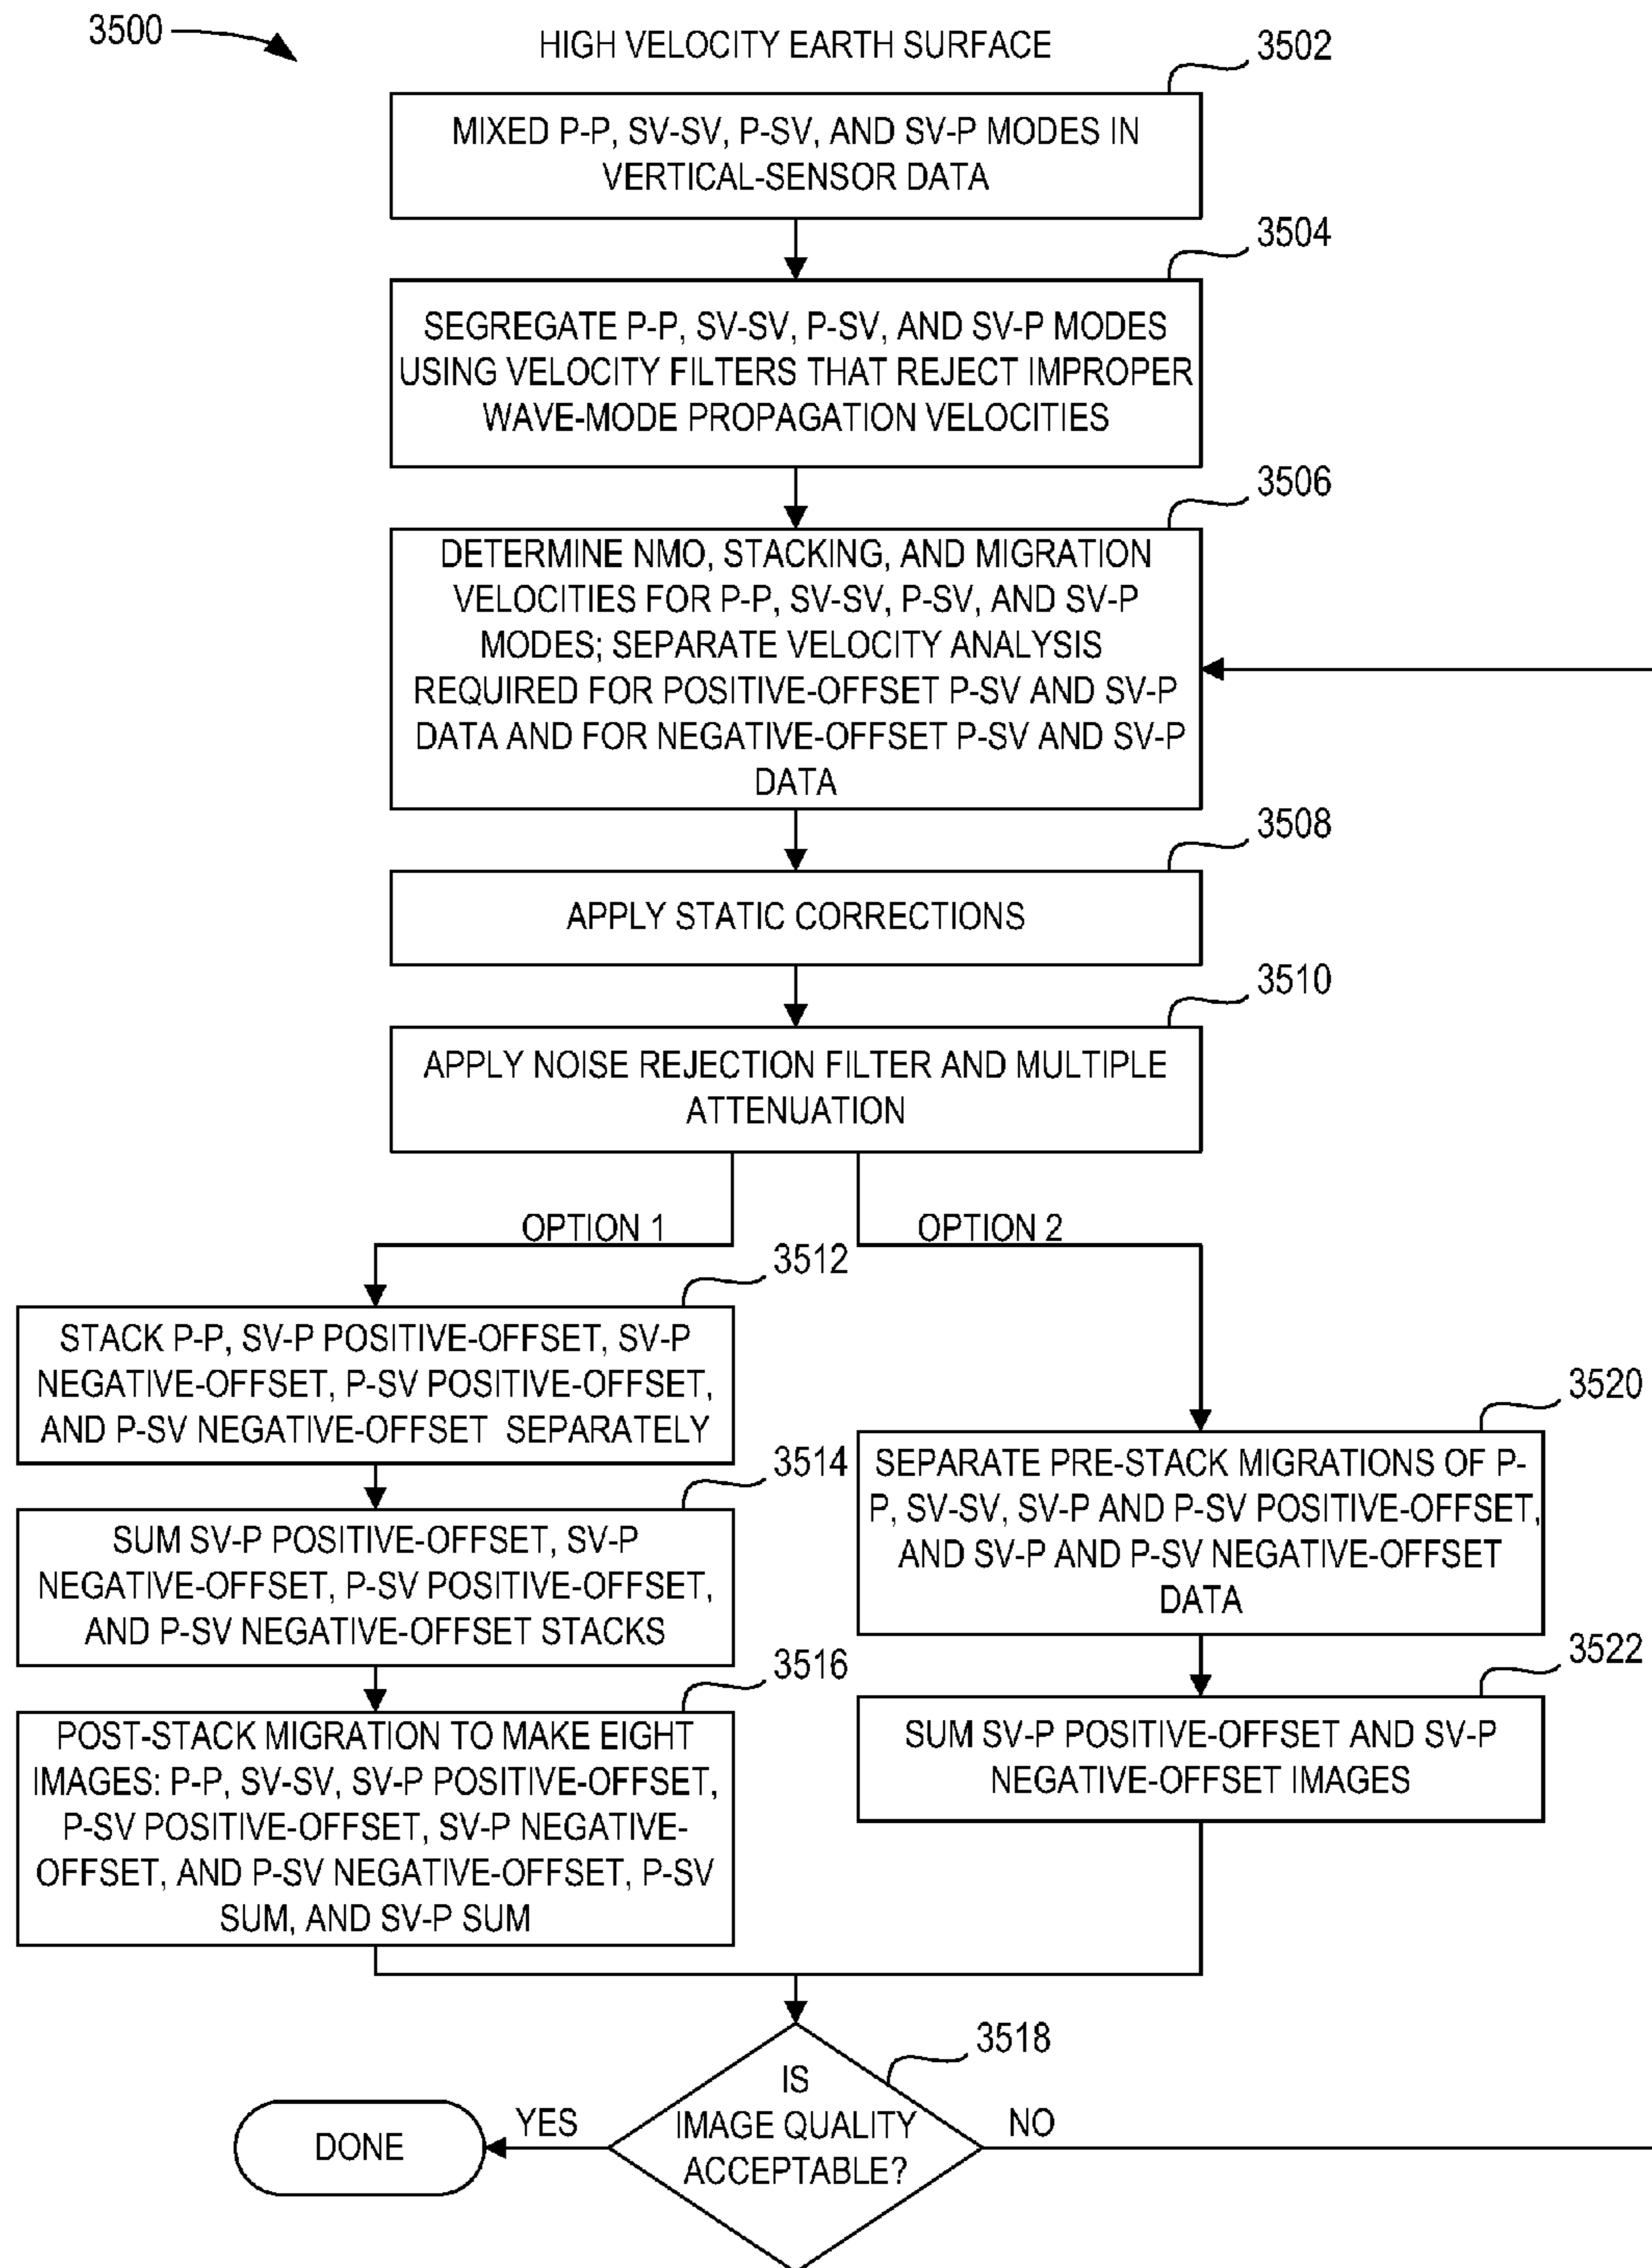 3500
HIGH VELOCITY EARTH SURFACE
3502
MIXED P-P, SV-SV, P-SV, AND SV-P MODES IN
VERTICAL-SENSOR DATA
3504
SEGREGATE P-P, SV-SV, P-SV, AND SV-P MODES
USING VELOCITY FILTERS THAT REJECT IMPROPER
WAVE-MODE PROPAGATION VELOCITIES
3506
DETERMINE NMO, STACKING, AND MIGRATION
VELOCITIES FOR P-P, SV-SV, P-SV, AND SV-P
MODES; SEPARATE VELOCITY ANALYSIS
REQUIRED FOR POSITIVE-OFFSET P-SV AND SV-P
DATA AND FOR NEGATIVE-OFFSET P-SV AND SV-P
DATA
3508
APPLY STATIC CORRECTIONS
3510
APPLY NOISE REJECTION FILTER AND MULTIPLE
ATTENUATION
OPTION 1
OPTION 2
3512
STACK P-P, SV-P POSITIVE-OFFSET, SV-P
NEGATIVE-OFFSET, P-SV POSITIVE-OFFSET,
AND P-SV NEGATIVE-OFFSET SEPARATELY
3514
SUM SV-P POSITIVE-OFFSET, SV-P
NEGATIVE-OFFSET, P-SV POSITIVE-OFFSET,
AND P-SV NEGATIVE-OFFSET STACKS
3516
POST-STACK MIGRATION TO MAKE EIGHT
IMAGES: P-P, SV-SV, SV-P POSITIVE-OFFSET,
P-SV POSITIVE-OFFSET, SV-P NEGATIVE-
OFFSET, AND P-SV NEGATIVE-OFFSET, P-SV
SUM, AND SV-P SUM
3520
SEPARATE PRE-STACK MIGRATIONS OF P-
P, SV-SV, SV-P AND P-SV POSITIVE-OFFSET,
AND SV-P AND P-SV NEGATIVE-OFFSET
DATA
3522
SUM SV-P POSITIVE-OFFSET AND SV-P
NEGATIVE-OFFSET IMAGES
3518
IS
IMAGE QUALITY
ACCEPTABLE?
YES
NO
DONE